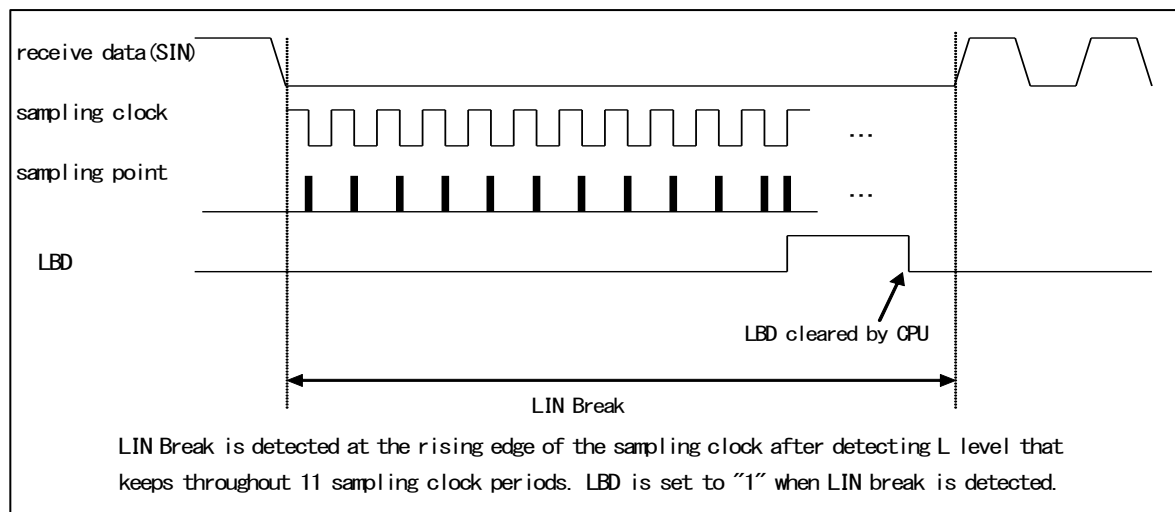 receive data(SIN)
sampling clock
...
sampling point
...
LBD
LBD cleared by CPU
LIN Break
LIN Break is detected at the rising edge of the sampling clock after detecting L level that
keeps throughout 11 sampling clock periods. LBD is set to "1" when LIN break is detected.